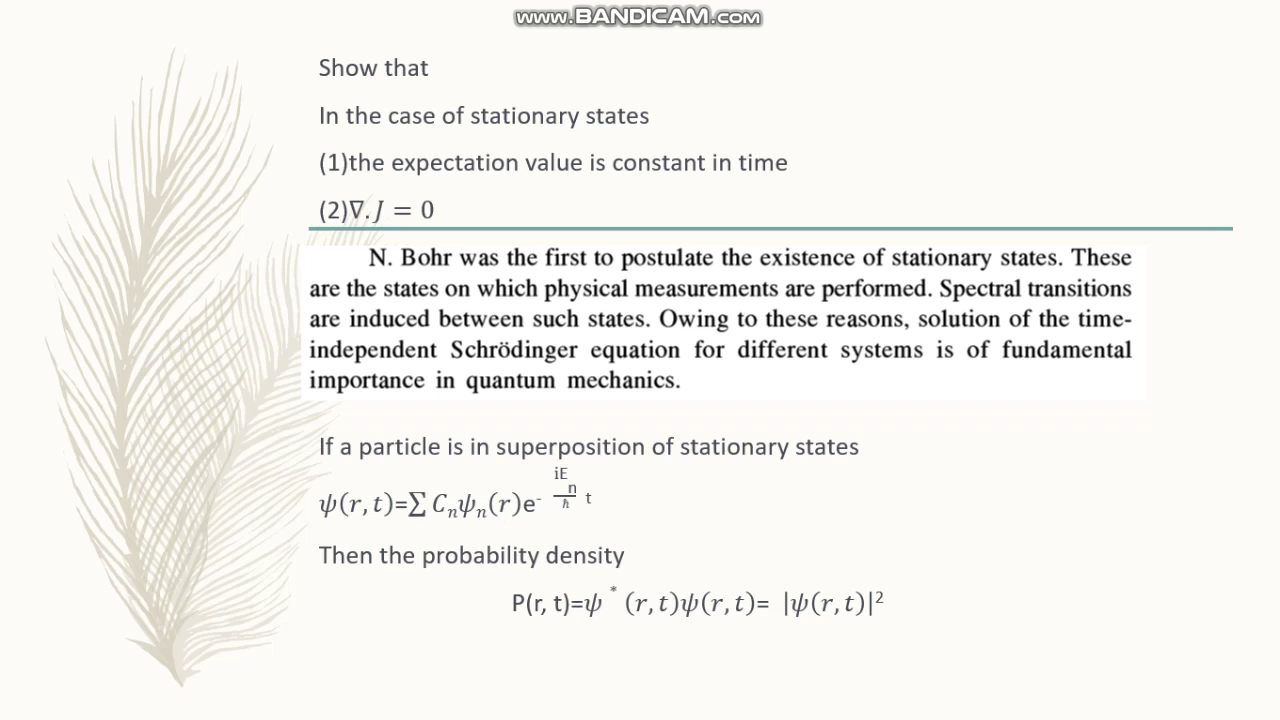 www.BANDICAM.com
Show that
In the case of stationary states
(1)the expectation value is constant in time
(2)∇.J = 0
N. Bohr was the first to postulate the existence of stationary states. These
are the states on which physical measurements are performed. Spectral transitions
are induced between such states. Owing to these reasons, solution of the time-
independent Schrödinger equation for different systems is of fundamental
importance in quantum mechanics.
If a particle is in superposition of stationary states
ψ(r, t)=∑ Cₙψₙ(r)e^- iEn/ħ t
Then the probability density
P(r, t)=ψ * (r, t)ψ(r, t)= |ψ(r, t)|²